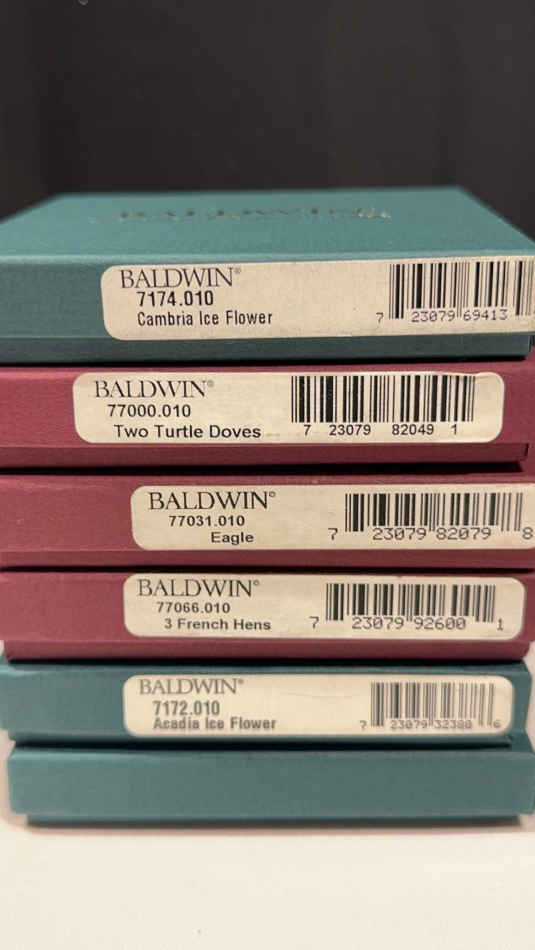 BALDWIN
BALDWIN®
7174.010
Cambria Ice Flower
7 23079 69413
BALDWIN®
77000.010
Two Turtle Doves
7 23079 82049 1
BALDWIN®
77031.010
Eagle
7 23079 82079 8
BALDWIN®
77066.010
3 French Hens
7 23079 92600 1
BALDWIN®
7172.010
Acadia Ice Flower
7 23079 32388 6